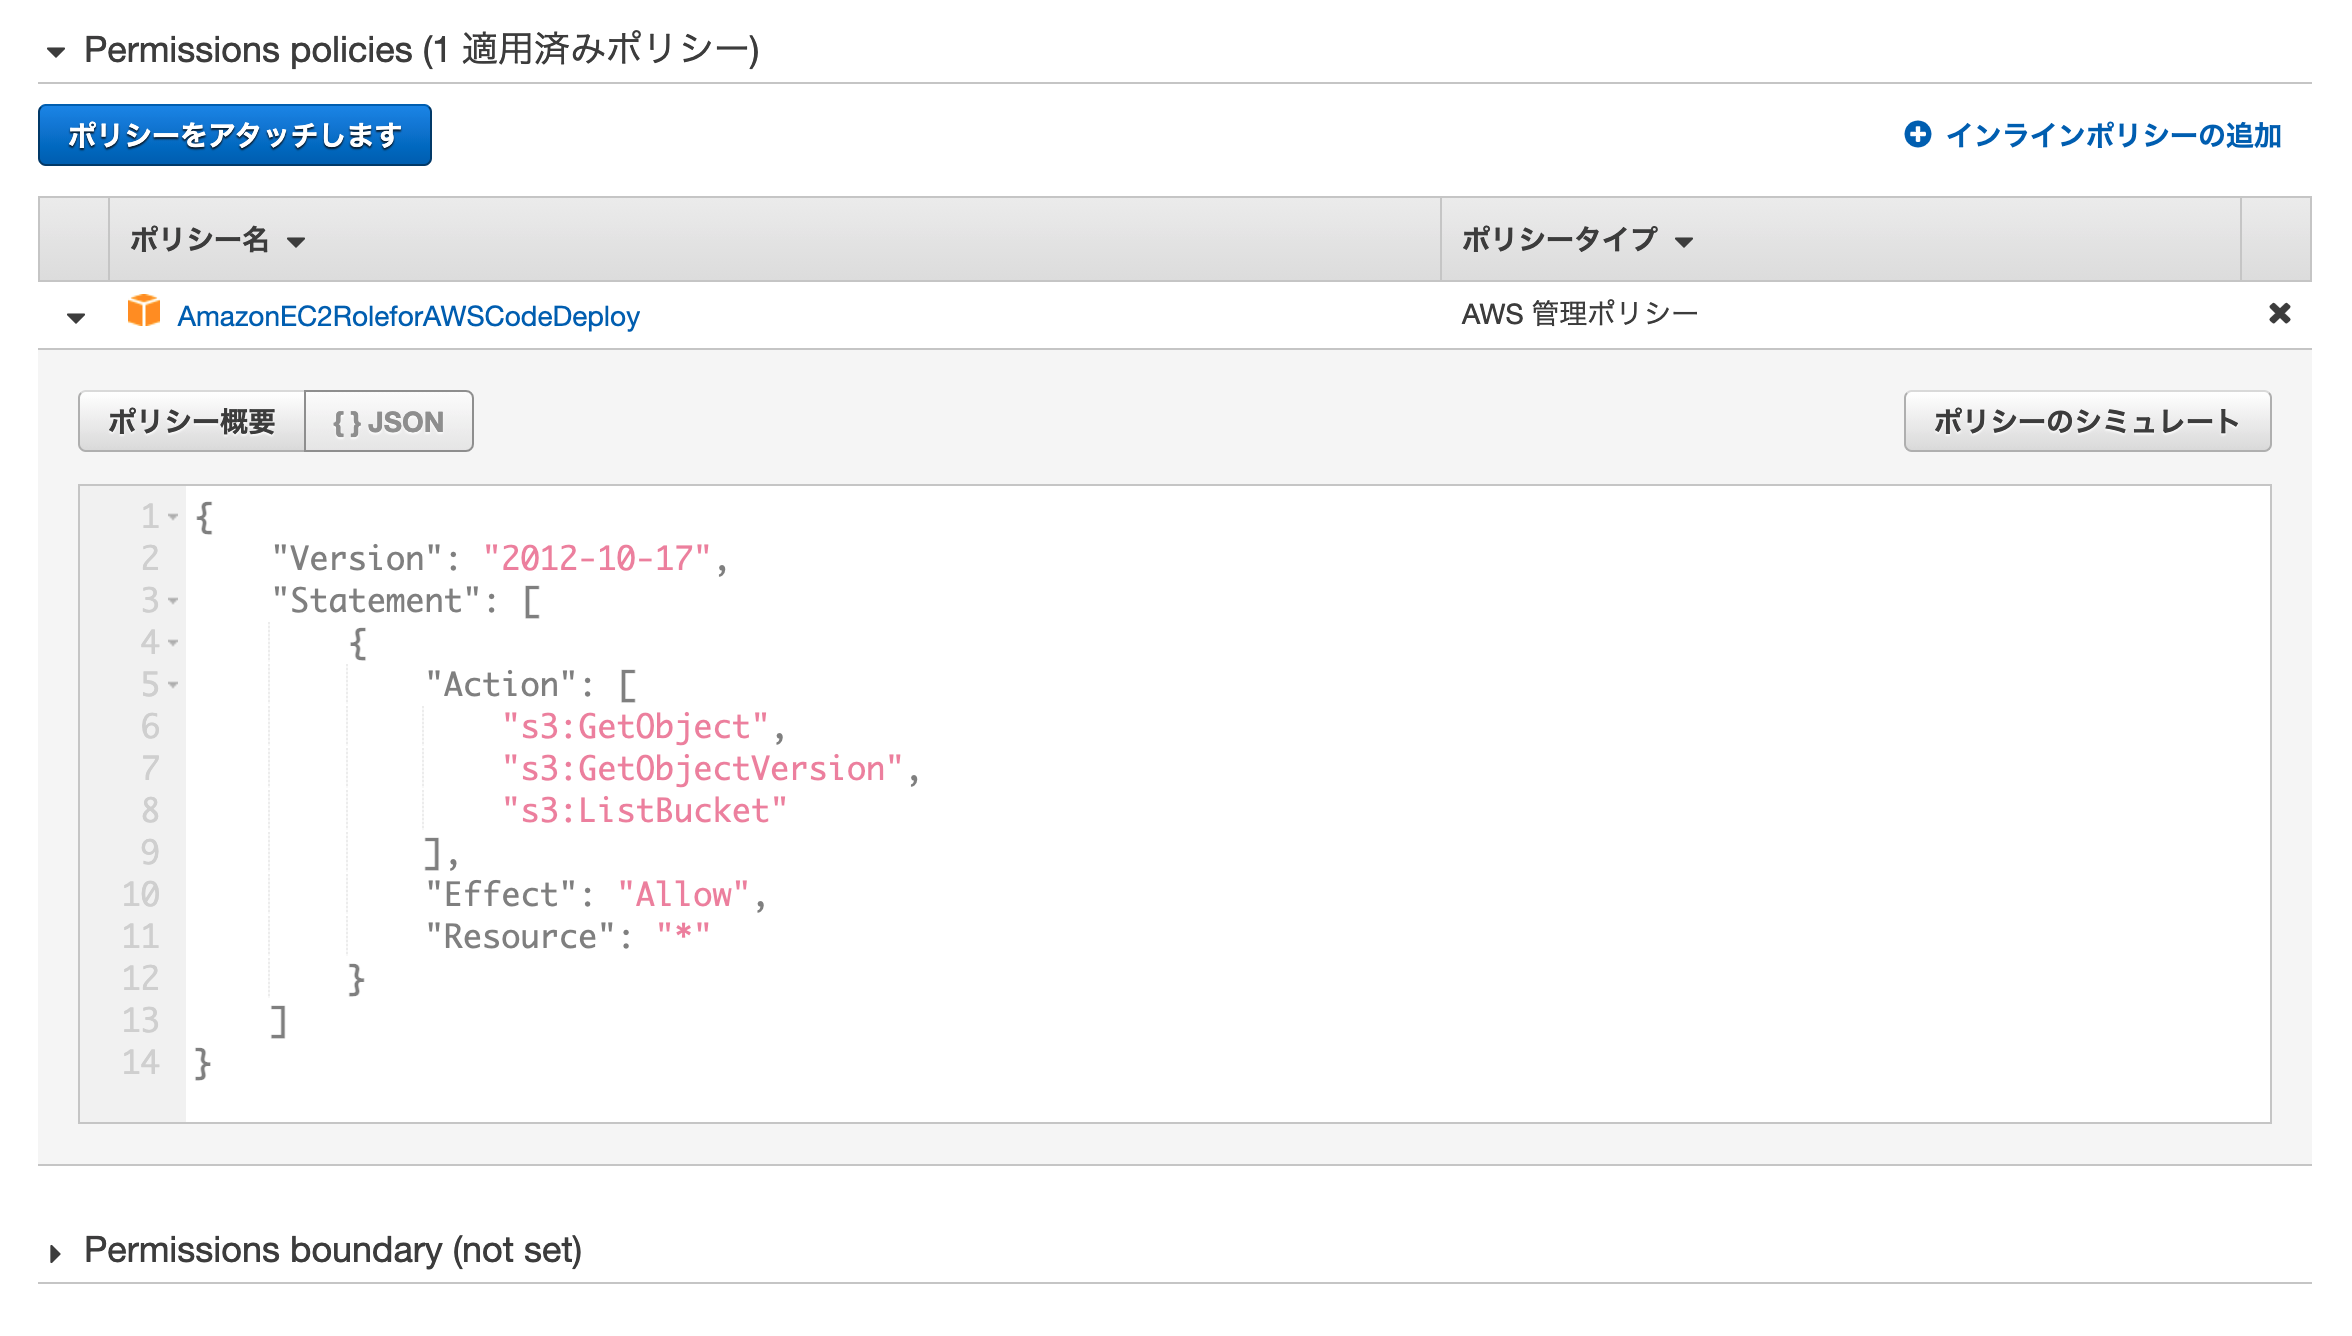 Permissions policies (1 適用済みポリシー)
ポリシーをアタッチします
インラインポリシーの追加
ポリシー名 ポリシータイプ
AmazonEC2RoleforAWSCodeDeploy AWS 管理ポリシー
ポリシー概要 {} JSON ポリシーのシミュレート
1 {
2 "Version": "2012-10-17",
3 "Statement": [
4 {
5 "Action": [
6 "s3:GetObject",
7 "s3:GetObjectVersion",
8 "s3:ListBucket"
9 ],
10 "Effect": "Allow",
11 "Resource": "*"
12 }
13 ]
14 }
Permissions boundary (not set)